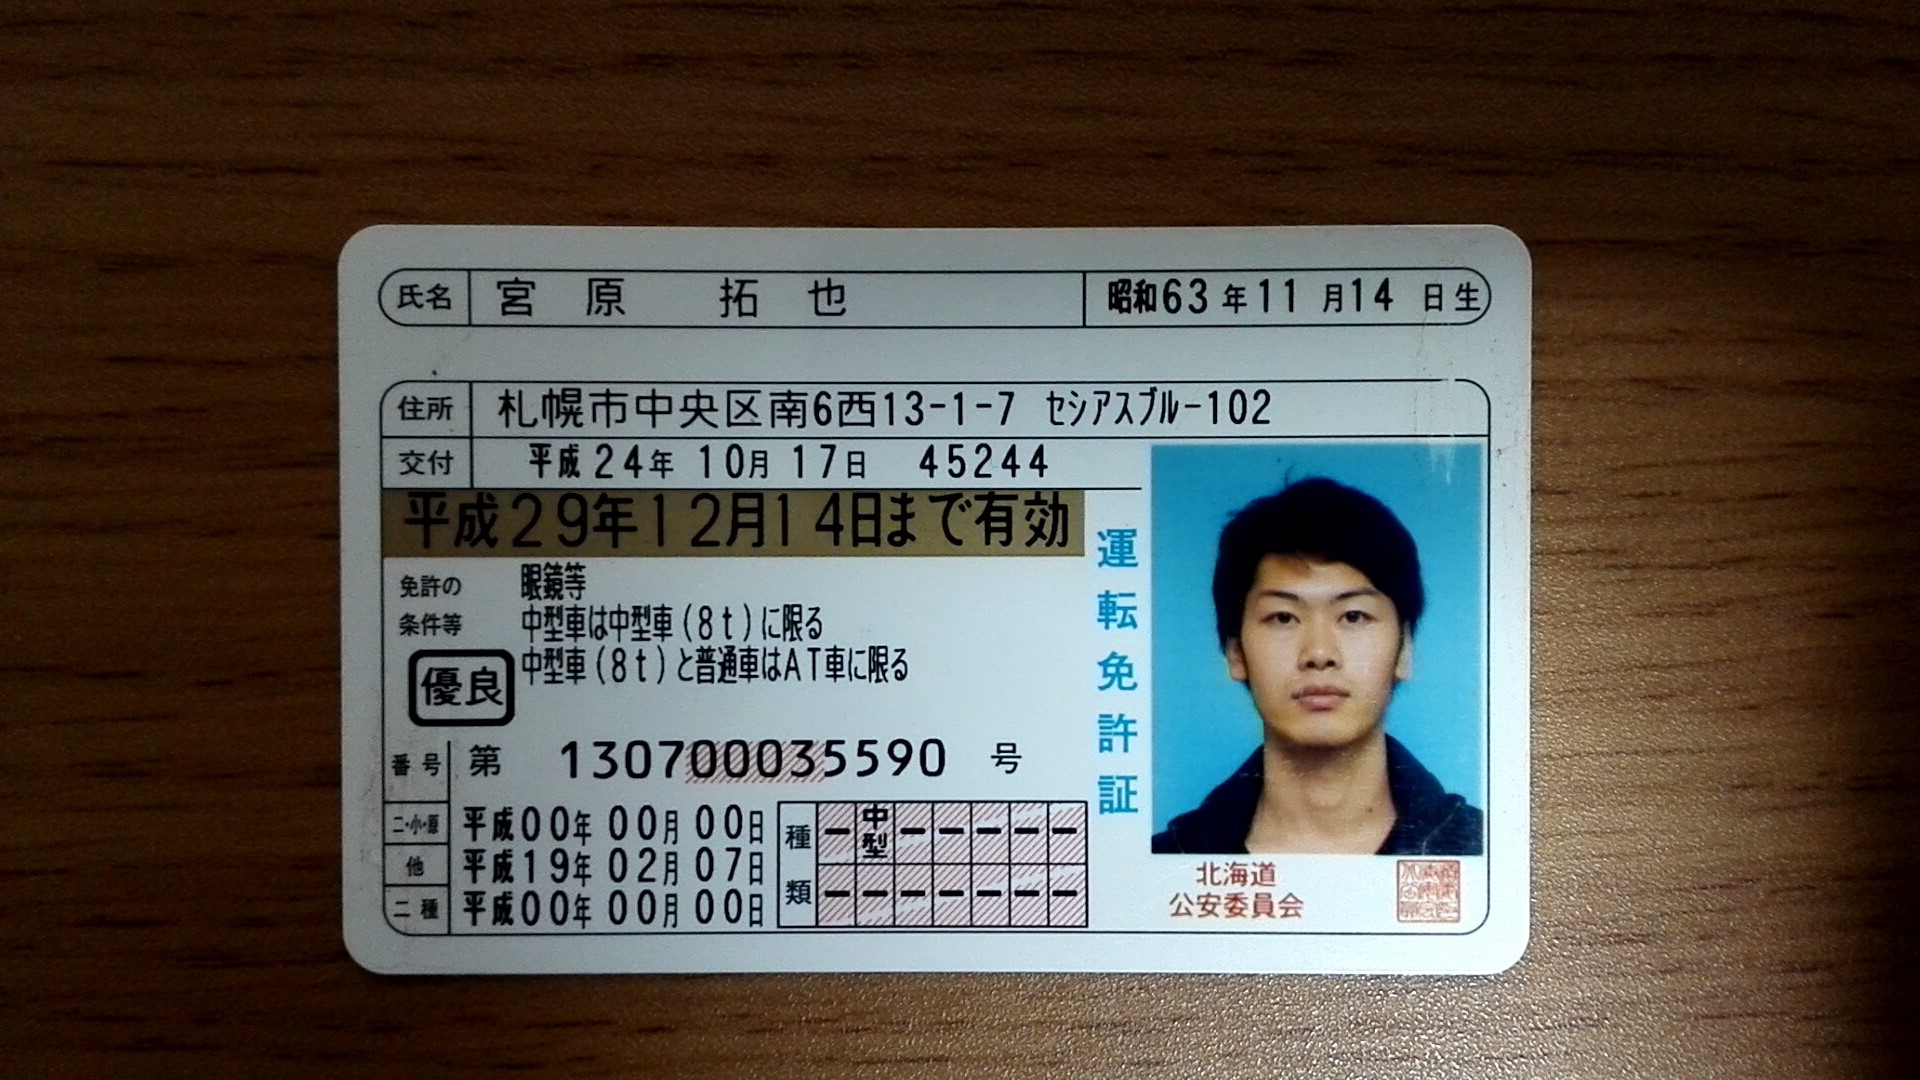 氏名 宮原 拓也 昭和63年11月14日生
住所 札幌市中央区南6西13-1-7 セシアスブルー102
交付 平成24年10月17日 45244
平成29年12月14日まで有効
免許の 眼鏡等
条件等 中型車は中型車(8t)に限る
中型車(8t)と普通車はAT車に限る
優良
番号 第 130700035590 号
二・小・原 平成00年00月00日
他 平成19年02月07日
二種 平成00年00月00日
種類 ー 中型 ー ー ー ー ー
ー ー ー ー ー ー ー
運転免許証
北海道
公安委員会